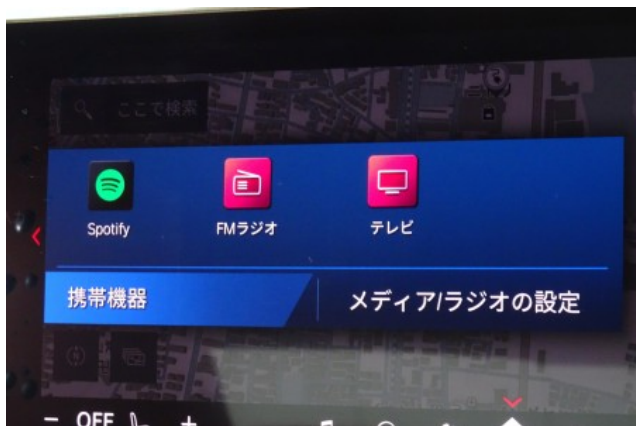 ここで検索
Spotify
FMラジオ
テレビ
携帯機器
メディア/ラジオの設定
− OFF +